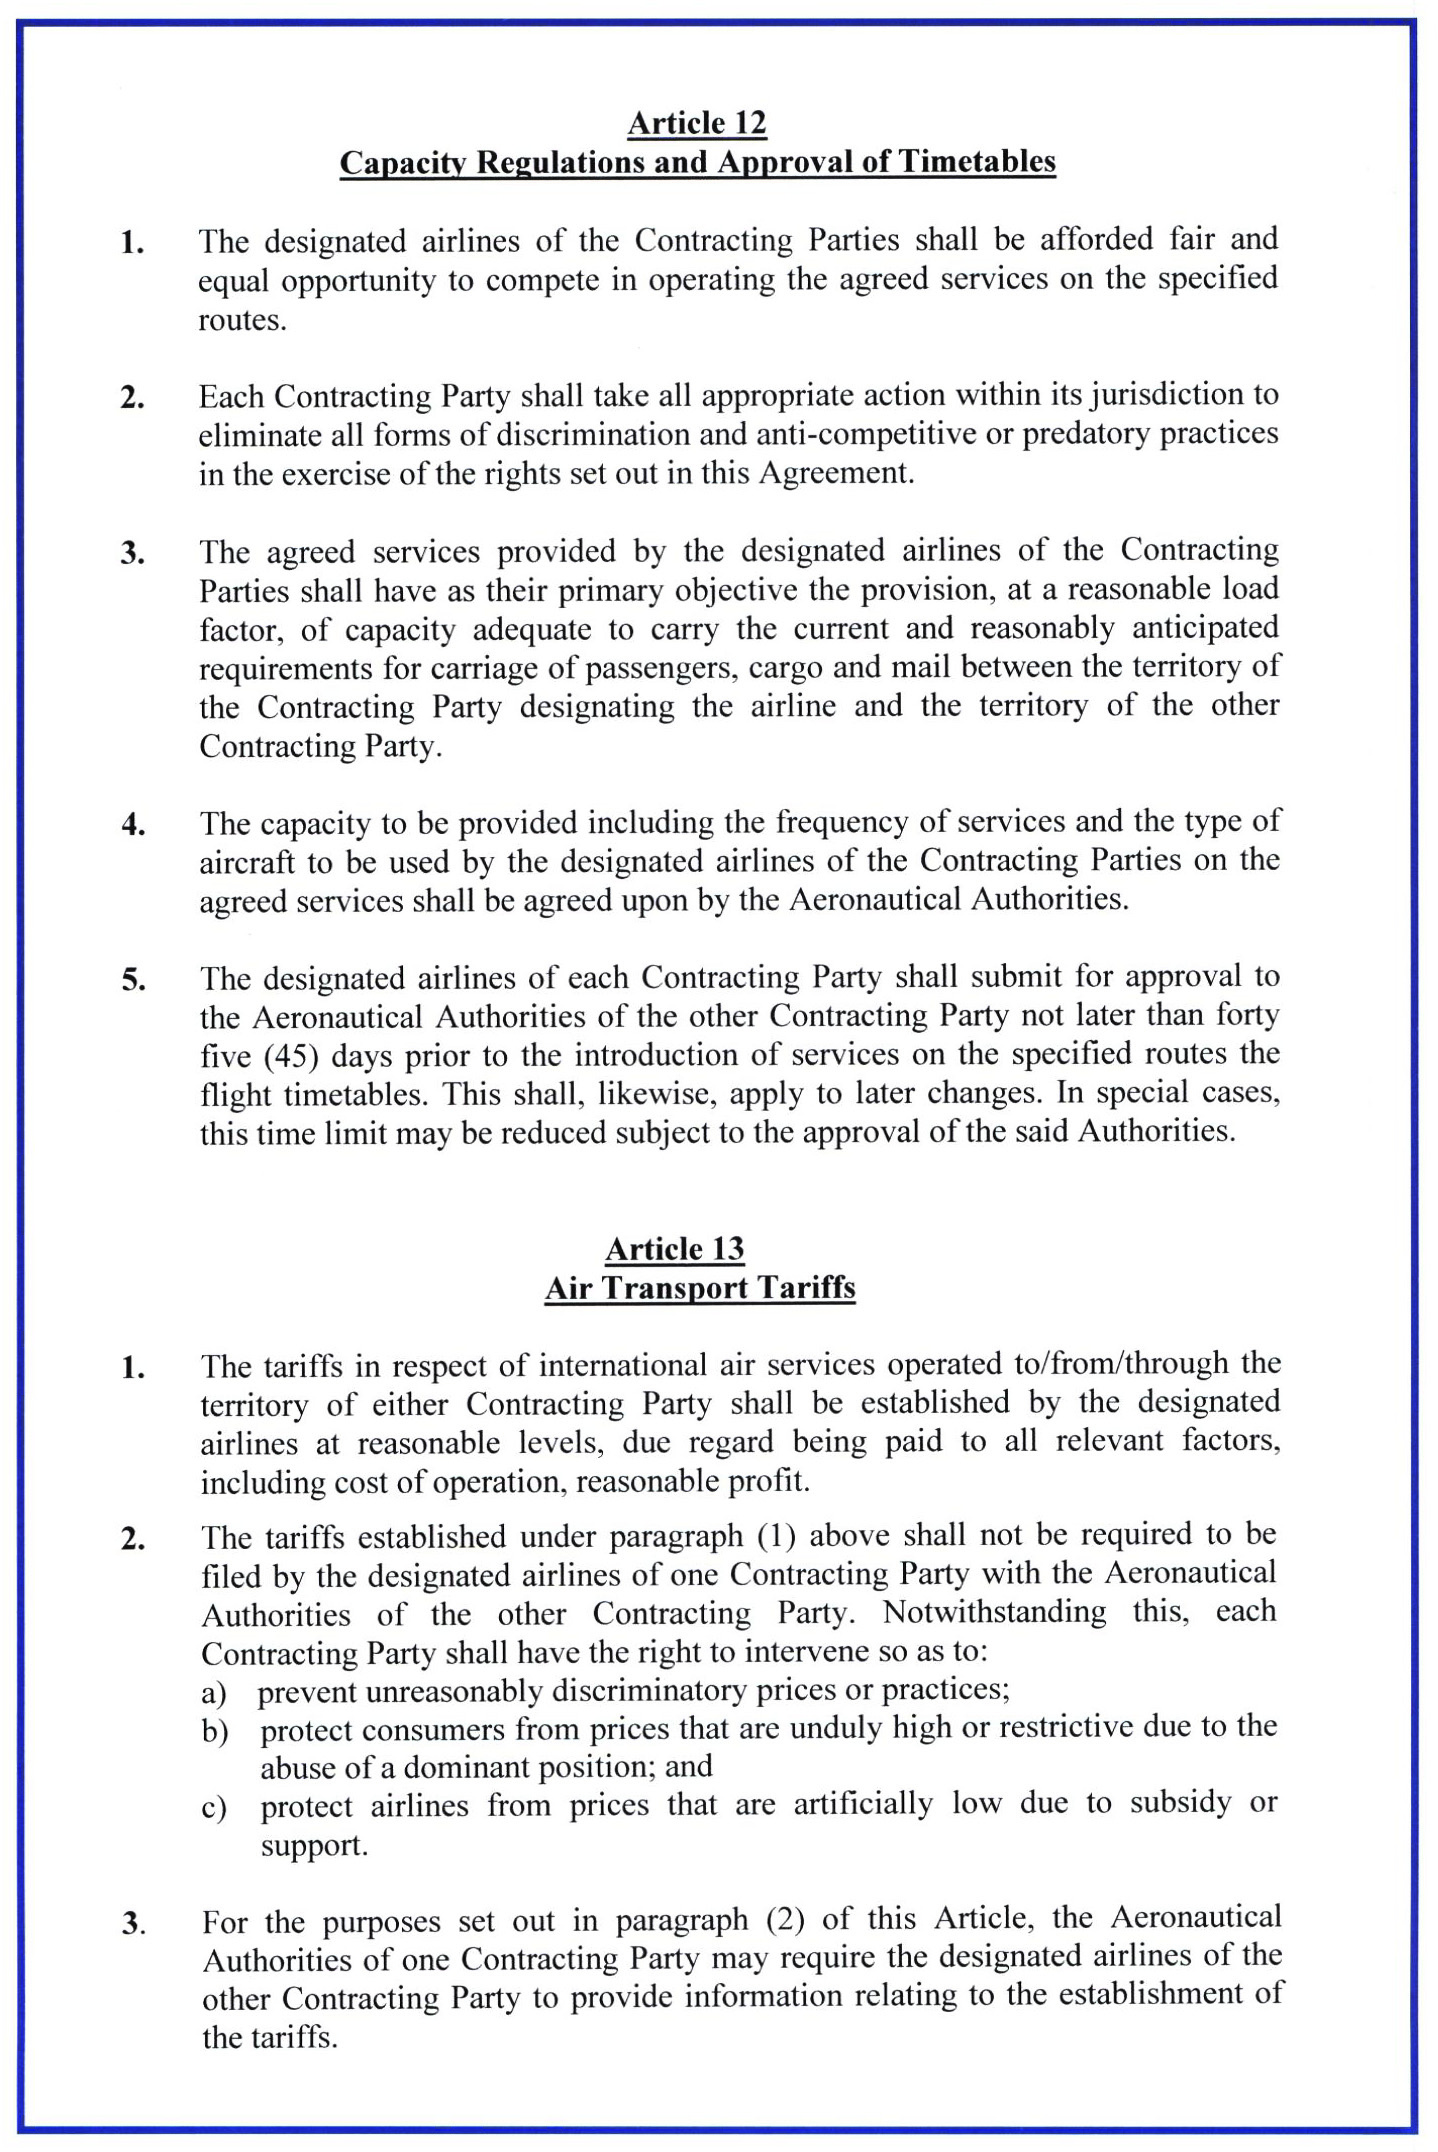 Article 12
Capacity Regulations and Approval of Timetables
1. The designated airlines of the Contracting Parties shall be afforded fair and
equal opportunity to compete in operating the agreed services on the specified
routes.
2. Each Contracting Party shall take all appropriate action within its jurisdiction to
eliminate all forms of discrimination and anti-competitive or predatory practices
in the exercise of the rights set out in this Agreement.
3. The agreed services provided by the designated airlines of the Contracting
Parties shall have as their primary objective the provision, at a reasonable load
factor, of capacity adequate to carry the current and reasonably anticipated
requirements for carriage of passengers, cargo and mail between the territory of
the Contracting Party designating the airline and the territory of the other
Contracting Party.
4. The capacity to be provided including the frequency of services and the type of
aircraft to be used by the designated airlines of the Contracting Parties on the
agreed services shall be agreed upon by the Aeronautical Authorities.
5. The designated airlines of each Contracting Party shall submit for approval to
the Aeronautical Authorities of the other Contracting Party not later than forty
five (45) days prior to the introduction of services on the specified routes the
flight timetables. This shall, likewise, apply to later changes. In special cases,
this time limit may be reduced subject to the approval of the said Authorities.
Article 13
Air Transport Tariffs
1. The tariffs in respect of international air services operated to/from/through the
territory of either Contracting Party shall be established by the designated
airlines at reasonable levels, due regard being paid to all relevant factors,
including cost of operation, reasonable profit.
2. The tariffs established under paragraph (1) above shall not be required to be
filed by the designated airlines of one Contracting Party with the Aeronautical
Authorities of the other Contracting Party. Notwithstanding this, each
Contracting Party shall have the right to intervene so as to:
a) prevent unreasonably discriminatory prices or practices;
b) protect consumers from prices that are unduly high or restrictive due to the
abuse of a dominant position; and
c) protect airlines from prices that are artificially low due to subsidy or
support.
3. For the purposes set out in paragraph (2) of this Article, the Aeronautical
Authorities of one Contracting Party may require the designated airlines of the
other Contracting Party to provide information relating to the establishment of
the tariffs.